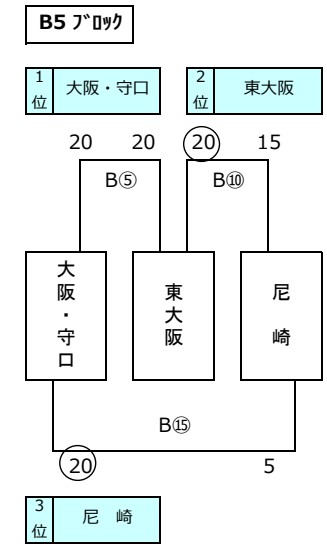 B5 ブロック
1位 大阪・守口 2位 東大阪
20 20 20 15
B⑤ B⑩
大阪・守口 東大阪 尼崎
B⑮
20 5
3位 尼 崎